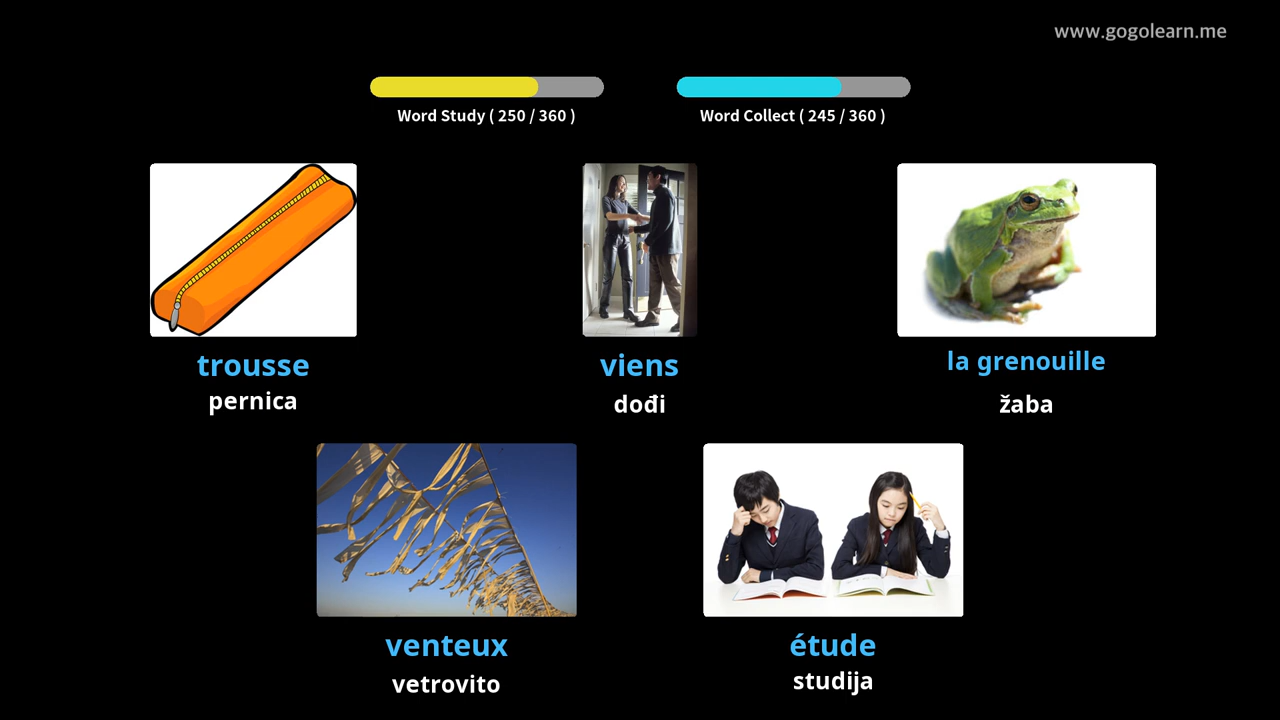 www.gogolearn.me
Word Study ( 250 / 360 )
Word Collect ( 245 / 360 )
trousse
pernica
viens
dođi
la grenouille
žaba
venteux
vetrovito
étude
studija